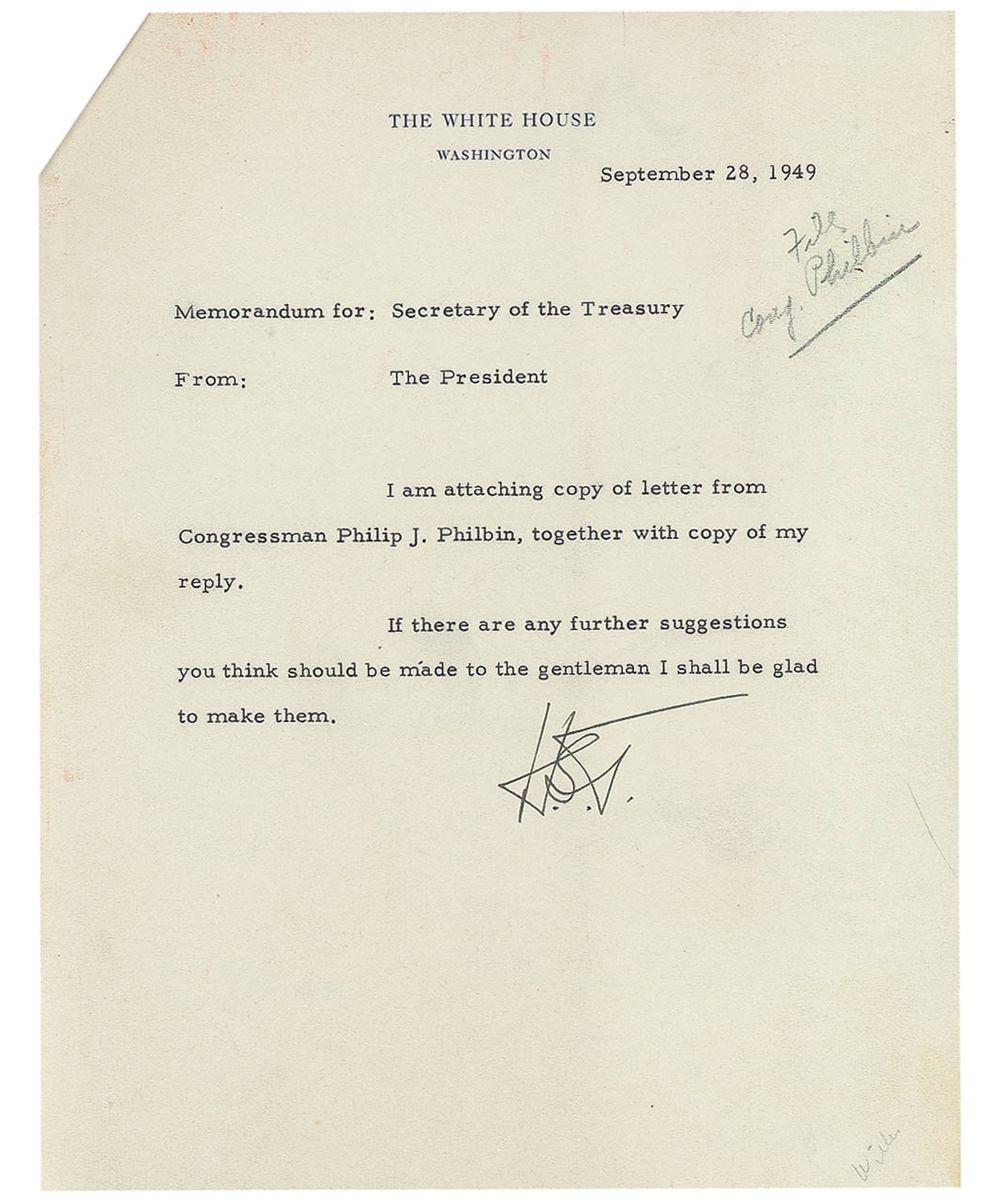 THE WHITE HOUSE
WASHINGTON
September 28, 1949
File
Philbin
Cong.
Memorandum for: Secretary of the Treasury
From: The President
I am attaching copy of letter from
Congressman Philip J. Philbin, together with copy of my
reply.
If there are any further suggestions
you think should be made to the gentleman I shall be glad
to make them.
H.S.T.